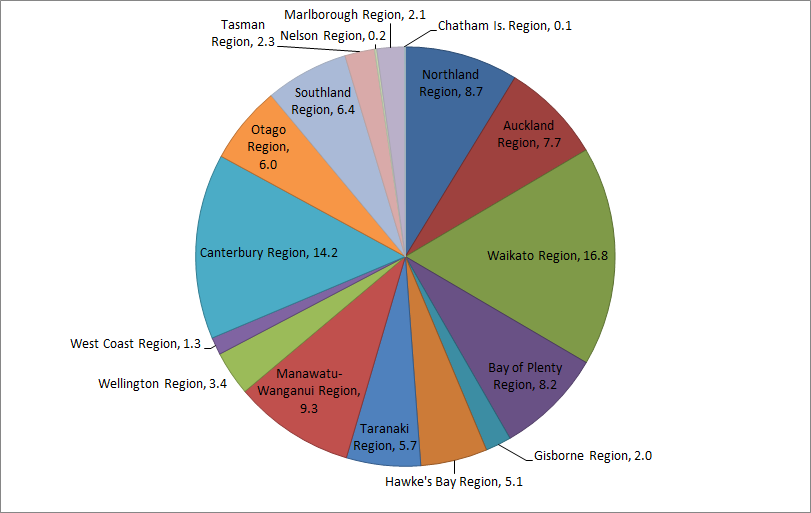 Marlborough Region, 2.1
Tasman
Region, 2.3
Nelson Region, 0.2
Chatham Is. Region, 0.1
Northland
Region, 8.7
Auckland
Region, 7.7
Waikato Region, 16.8
Bay of Plenty
Region, 8.2
Gisborne Region, 2.0
Hawke's Bay Region, 5.1
Taranaki
Region, 5.7
Manawatu-
Wanganui Region,
9.3
Wellington Region, 3.4
West Coast Region, 1.3
Canterbury Region, 14.2
Otago
Region,
6.0
Southland
Region, 6.4